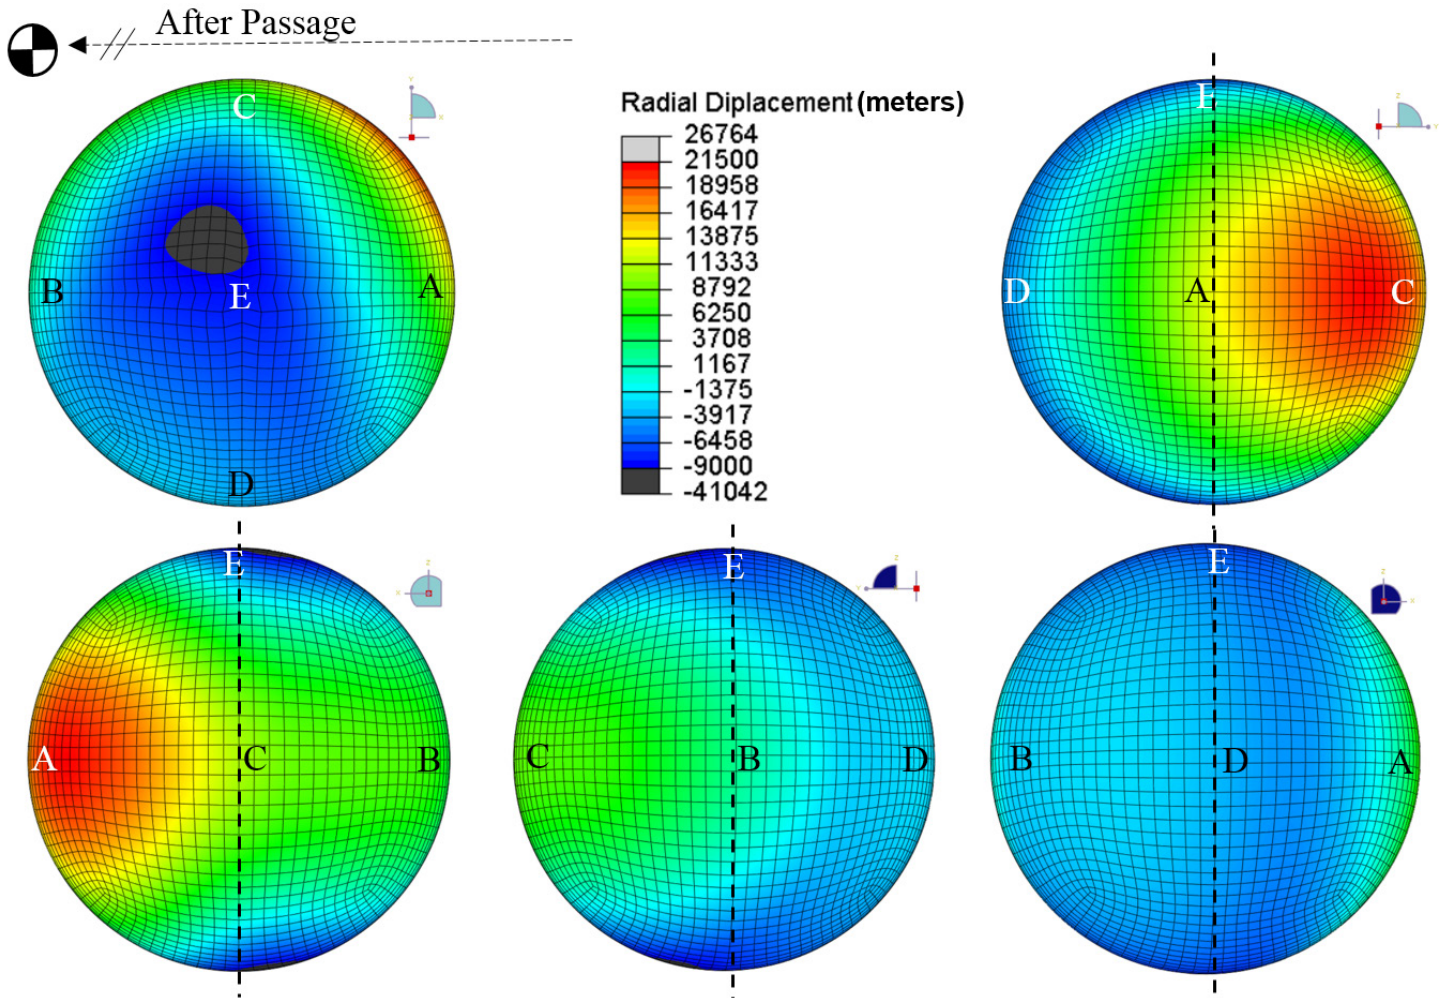 After Passage
C
B
E
A
D
Radial Diplacement (meters)
26764
21500
18958
16417
13875
11333
8792
6250
3708
1167
-1375
-3917
-6458
-9000
-41042
E
D
A
C
E
A
C
B
E
C
B
D
E
B
D
A